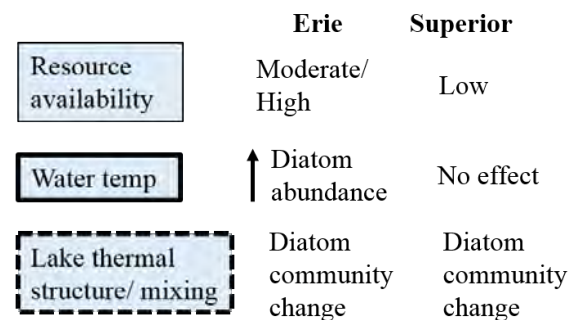 Erie Superior
Resource
availability
Moderate/
High
Low
Water temp
Diatom
abundance
No effect
Lake thermal
structure/ mixing
Diatom
community
change
Diatom
community
change